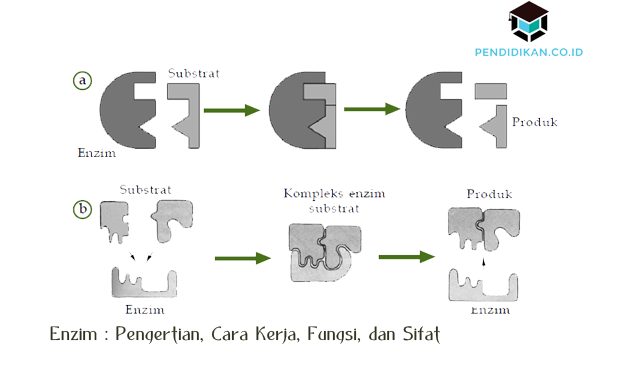 PENDIDIKAN.CO.ID
a
Substrat
Enzim
Produk
b
Substrat
Kompleks enzim
substrat
Produk
Enzim
Enzim
Enzim : Pengertian, Cara Kerja, Fungsi, dan Sifat